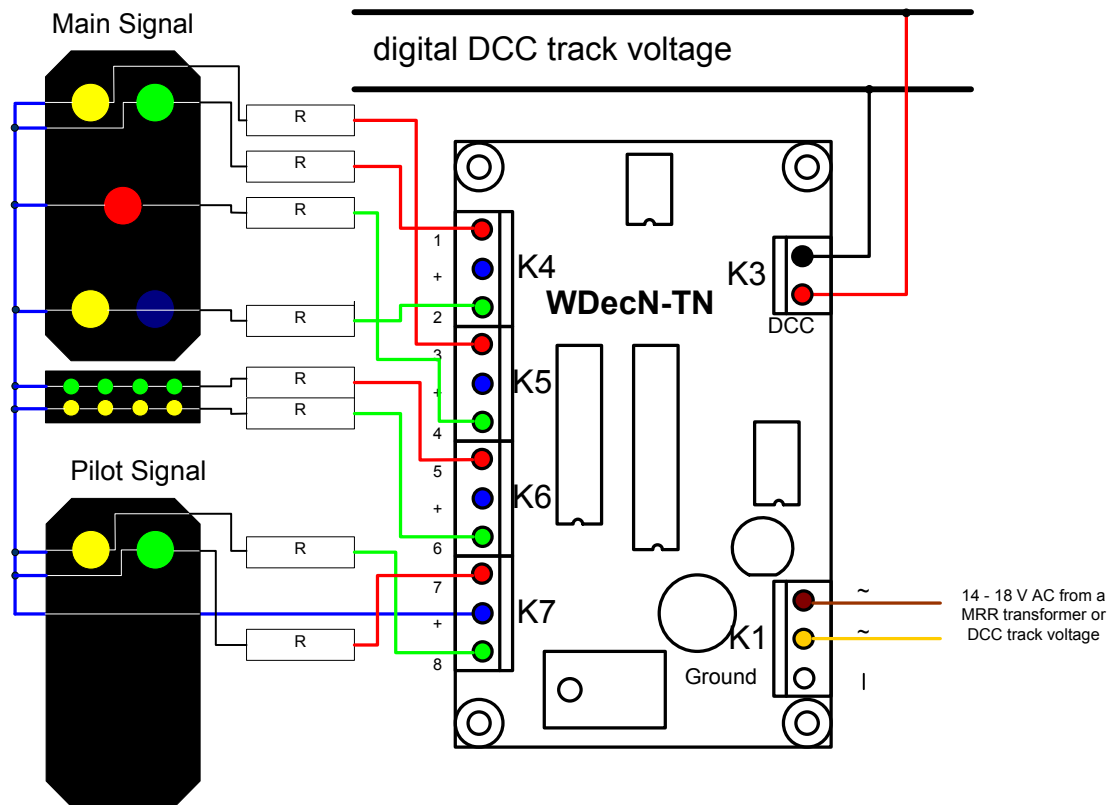 Main Signal
digital DCC track voltage
R
R
R
R
R
R
1
+
2
K4
WDecN-TN
K3
DCC
3
+
4
K5
5
+
6
K6
Pilot Signal
R
R
7
+
8
K7
K1
Ground
~
~
|
14 - 18 V AC from a
MRR transformer or
DCC track voltage